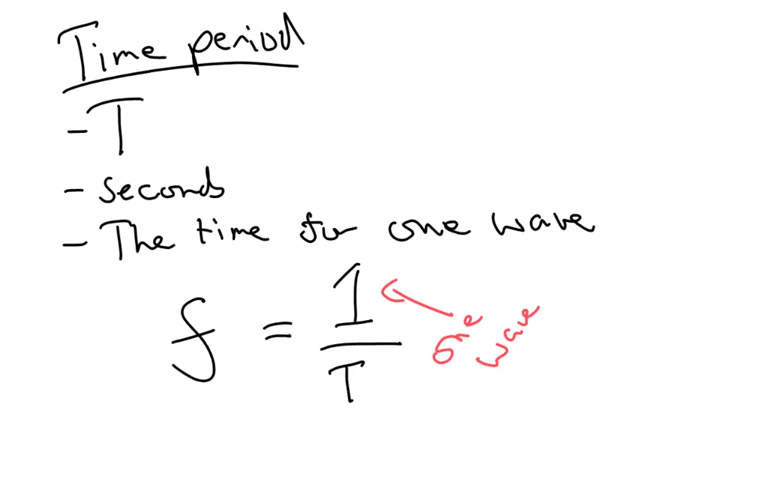 Time period
- T
- seconds
- The time for one wave
f = 1/T
one wave